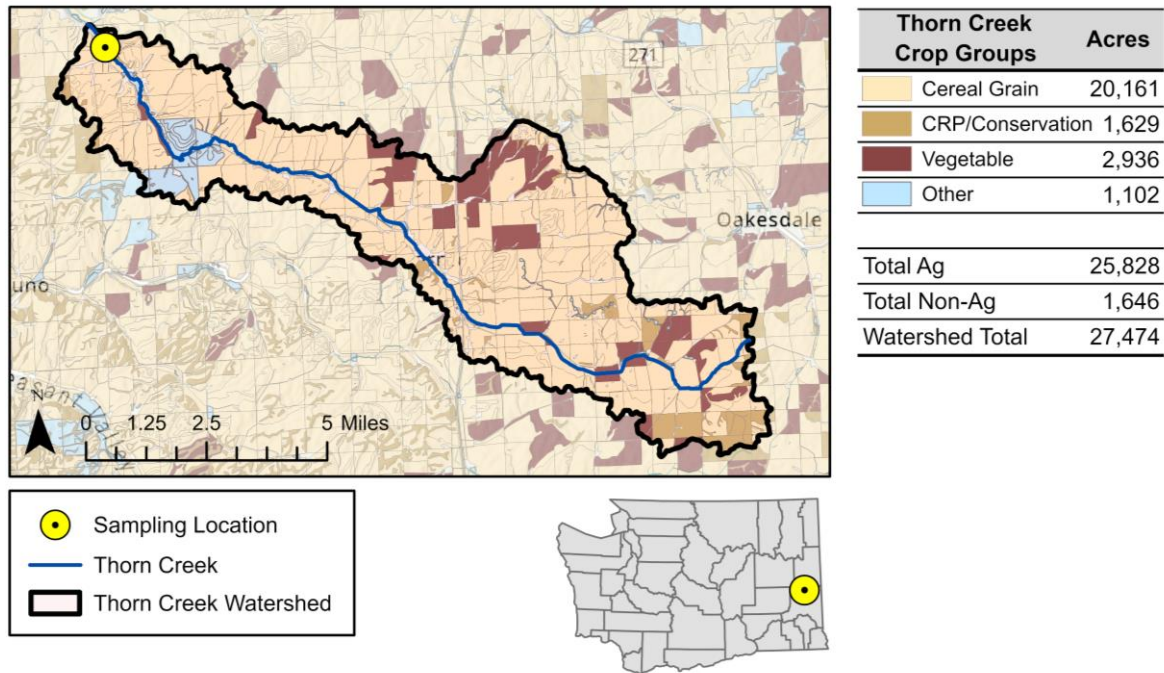 271
Oakesdale
uno
easant Valley
N
0 1.25 2.5 5 Miles
Thorn Creek Crop Groups Acres
Cereal Grain 20,161
CRP/Conservation 1,629
Vegetable 2,936
Other 1,102
Total Ag 25,828
Total Non-Ag 1,646
Watershed Total 27,474
Sampling Location
Thorn Creek
Thorn Creek Watershed